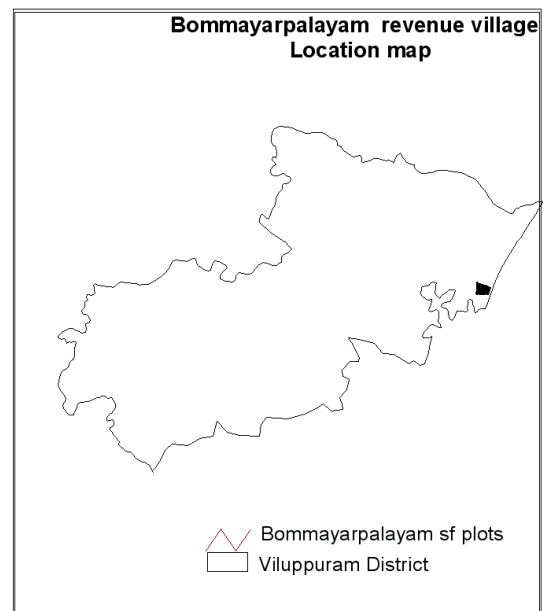 Bommayarpalayam revenue village
Location map
Bommayarpalayam sf plots
Viluppuram District